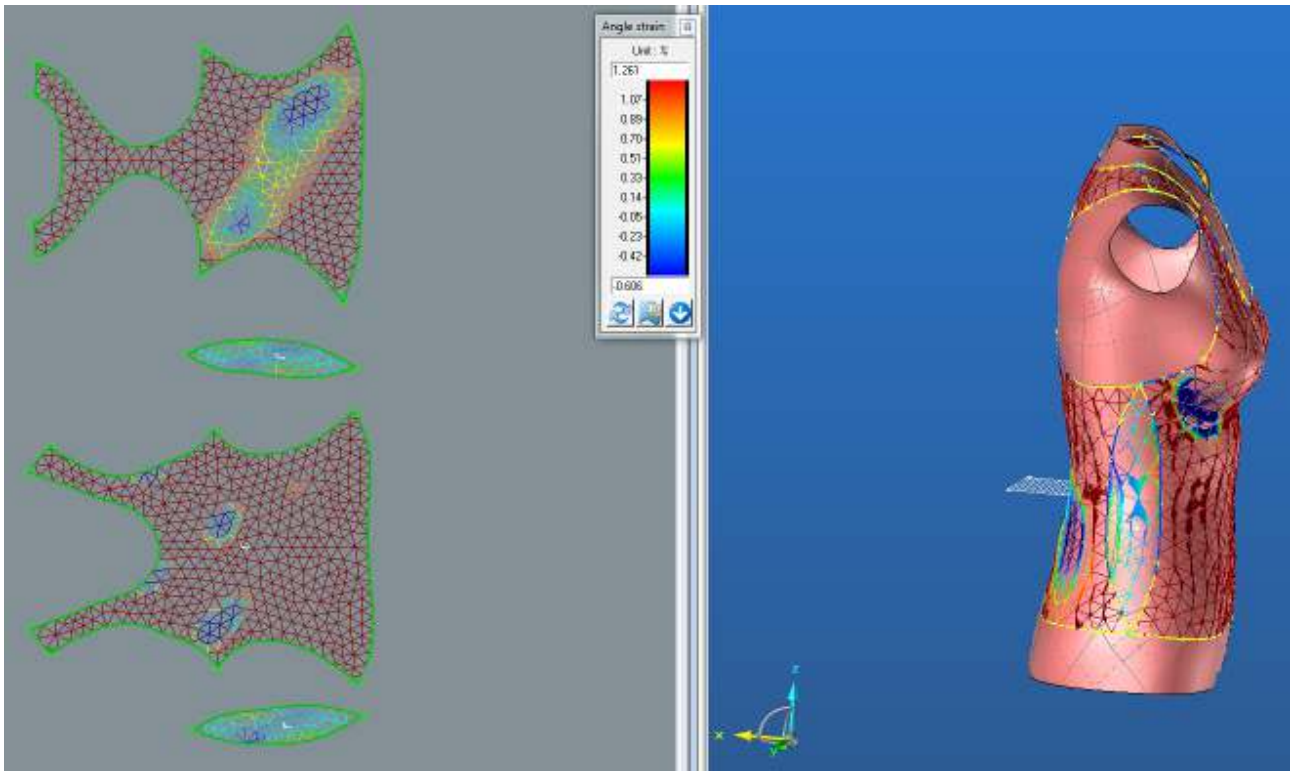 Angle strain
Unit : %
1.261
1.07
0.89
0.70
0.51
0.33
0.14
-0.05
-0.23
-0.42
-0.606
z
x
y